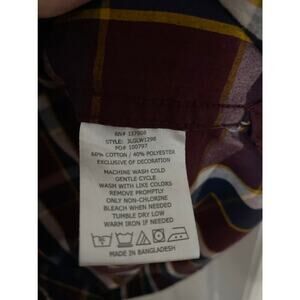 RN# 157908
STYLE: 3LGLW1298
PO# 100797
60% COTTON / 40% POLYESTER
EXCLUSIVE OF DECORATION
MACHINE WASH COLD
GENTLE CYCLE
WASH WITH LIKE COLORS
REMOVE PROMPTLY
ONLY NON-CHLORINE
BLEACH WHEN NEEDED
TUMBLE DRY LOW
WARM IRON IF NEEDED
MADE IN BANGLADESH